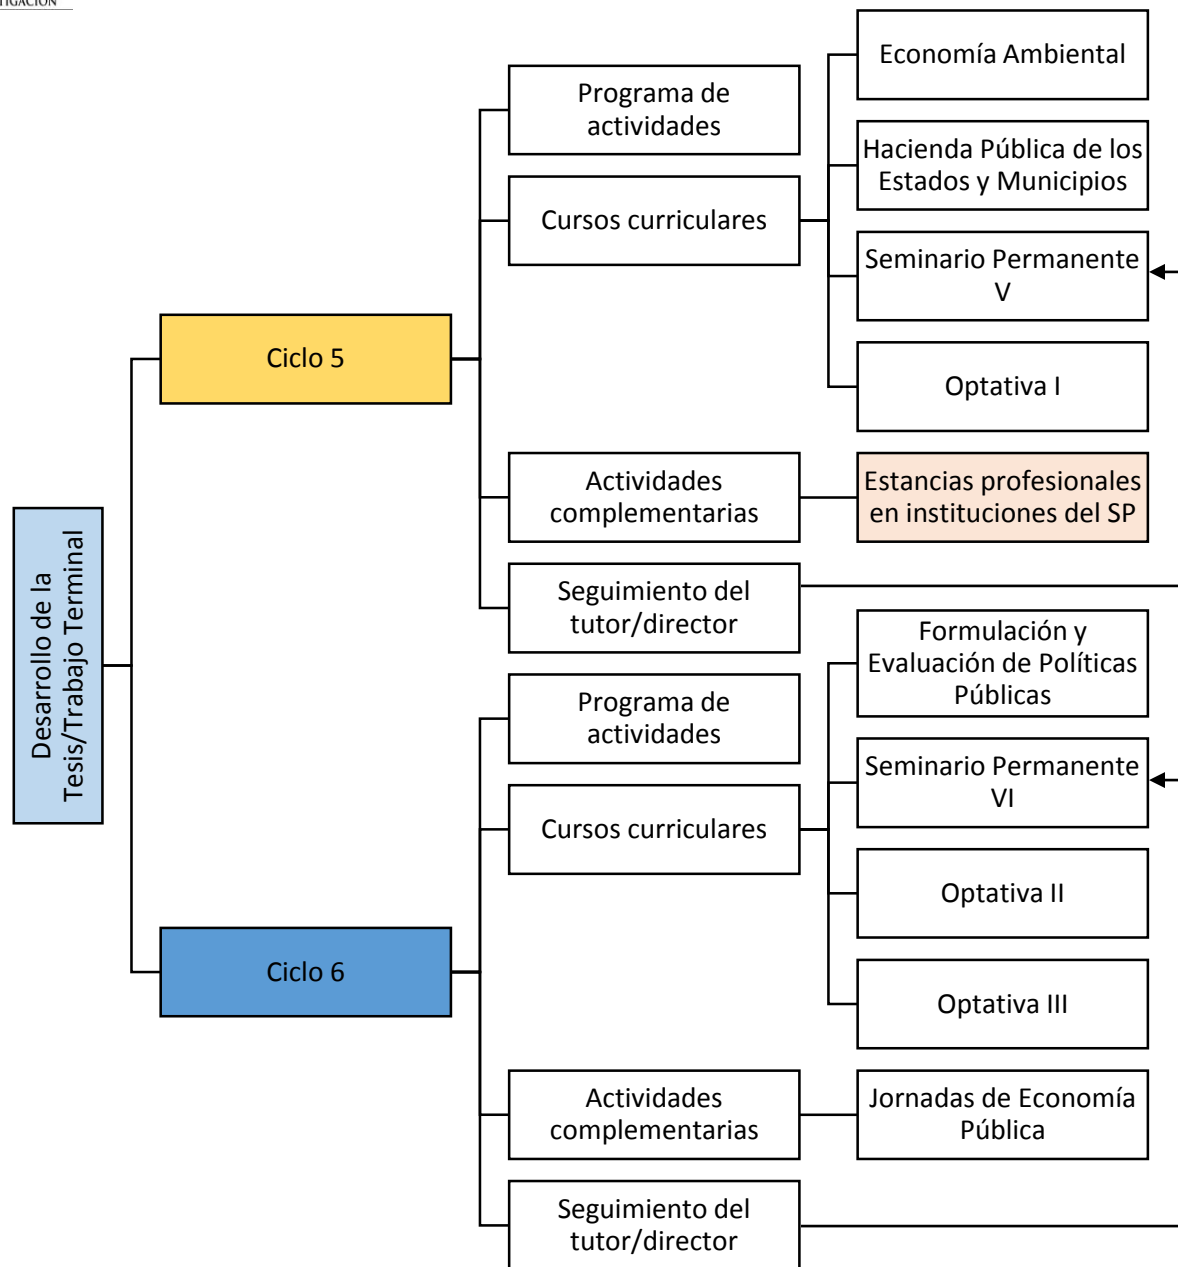 Desarrollo de la
Tesis/Trabajo Terminal
Ciclo 5
Programa de
actividades
Cursos curriculares
Economía Ambiental
Hacienda Pública de los
Estados y Municipios
Seminario Permanente
V
Optativa I
Actividades
complementarias
Estancias profesionales
en instituciones del SP
Seguimiento del
tutor/director
Ciclo 6
Programa de
actividades
Cursos curriculares
Formulación y
Evaluación de Políticas
Públicas
Seminario Permanente
VI
Optativa II
Optativa III
Actividades
complementarias
Jornadas de Economía
Pública
Seguimiento del
tutor/director